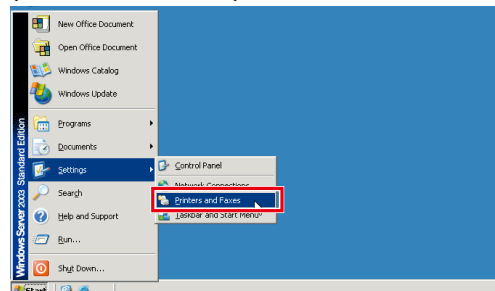 New Office Document
Open Office Document
Windows Catalog
Windows Update
Programs
Documents
Settings
Search
Help and Support
Run...
Shut Down...
Control Panel
Network Connections
Printers and Faxes
Taskbar and Start Menu
Windows Server 2003 Standard Edition
Start